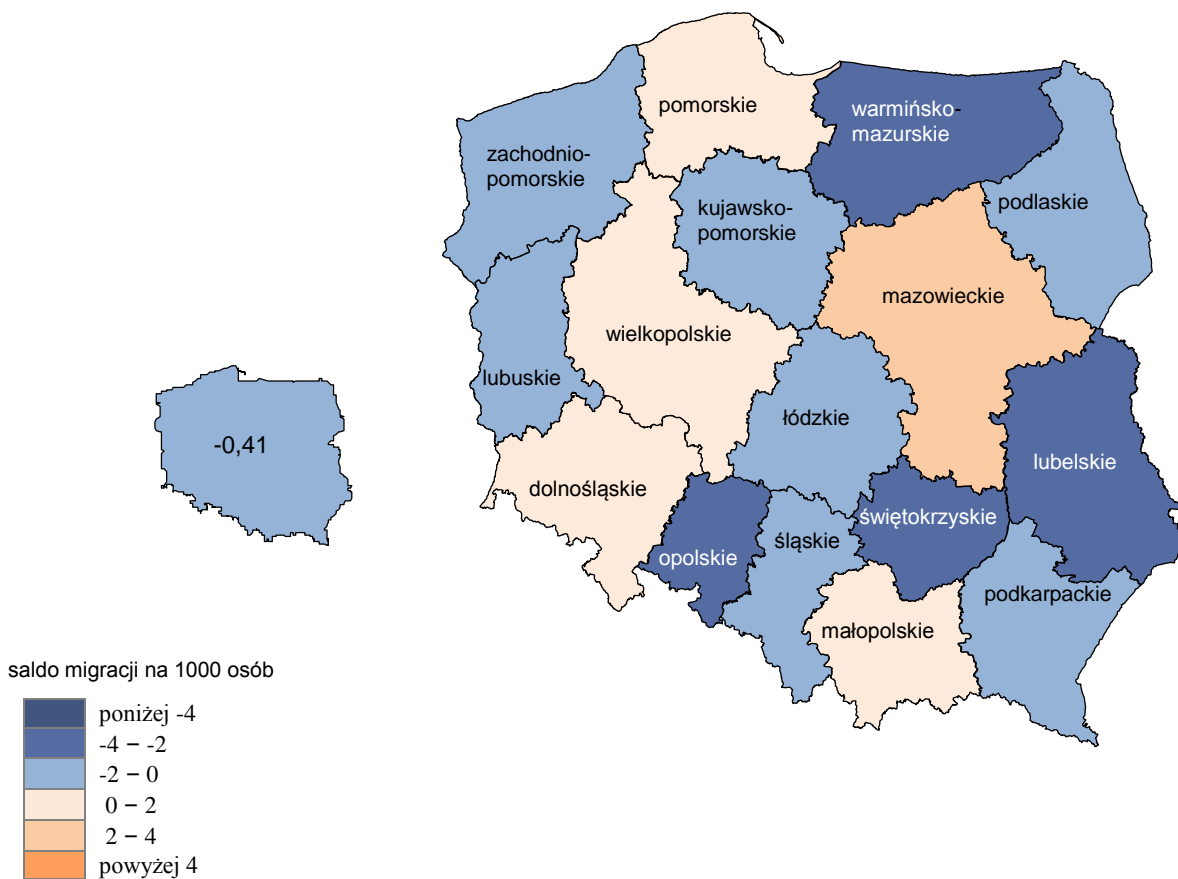 pomorskie
warmińsko-
mazurskie
zachodnio-
pomorskie
kujawsko-
pomorskie
podlaskie
mazowieckie
wielkopolskie
lubuskie
łódzkie
-0,41
lubelskie
dolnośląskie
świętokrzyskie
śląskie
opolskie
podkarpackie
małopolskie
saldo migracji na 1000 osób
poniżej -4
-4 – -2
-2 – 0
0 – 2
2 – 4
powyżej 4